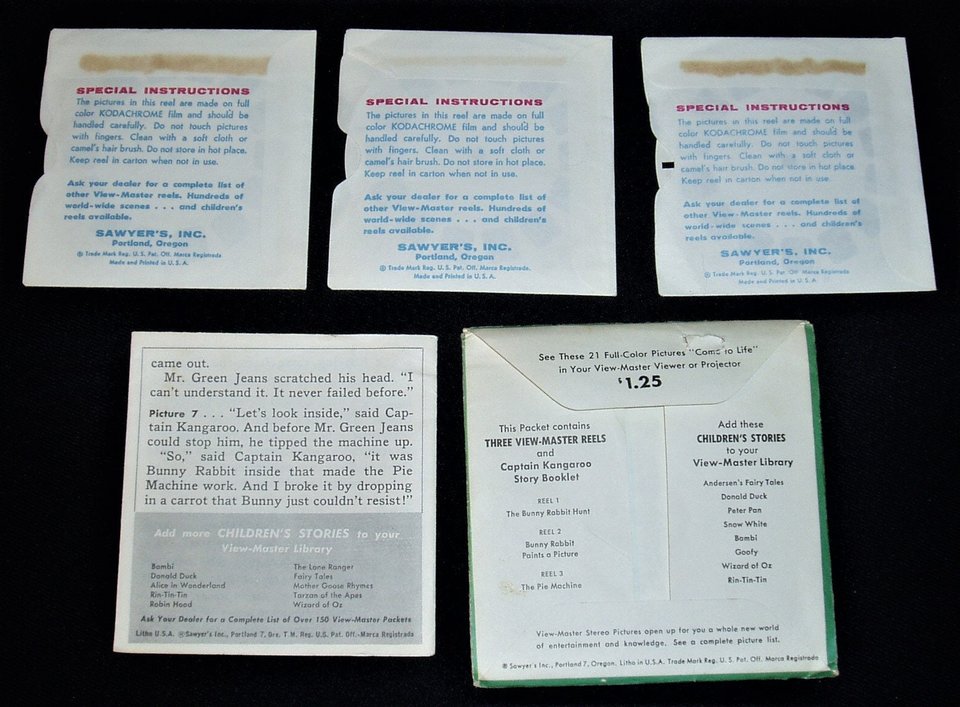 SPECIAL INSTRUCTIONS
The pictures in this reel are made on full
color KODACHROME film and should be
handled carefully. Do not touch pictures
with fingers. Clean with a soft cloth or
camel's hair brush. Do not store in hot place.
Keep reel in carton when not in use.
Ask your dealer for a complete list of
other View-Master reels. Hundreds of
world-wide scenes . . . and children's
reels available.
SAWYER'S, INC.
Portland, Oregon
® Trade Mark Reg. U. S. Pat. Off. Marca Registrada
Made and Printed in U. S. A.
SPECIAL INSTRUCTIONS
The pictures in this reel are made on full
color KODACHROME film and should be
handled carefully. Do not touch pictures
with fingers. Clean with a soft cloth or
camel's hair brush. Do not store in hot place.
Keep reel in carton when not in use.
Ask your dealer for a complete list of
other View-Master reels. Hundreds of
world-wide scenes . . . and children's
reels available.
SAWYER'S, INC.
Portland, Oregon
® Trade Mark Reg. U. S. Pat. Off. Marca Registrada
Made and Printed in U. S. A.
SPECIAL INSTRUCTIONS
The pictures in this reel are made on full
color KODACHROME film and should be
handled carefully. Do not touch pictures
with fingers. Clean with a soft cloth or
camel's hair brush. Do not store in hot place.
Keep reel in carton when not in use.
Ask your dealer for a complete list of
other View-Master reels. Hundreds of
world-wide scenes . . . and children's
reels available.
SAWYER'S, INC.
Portland, Oregon
® Trade Mark Reg. U. S. Pat. Off. Marca Registrada
Made and Printed in U. S. A.
came out.
Mr. Green Jeans scratched his head. "I
can't understand it. It never failed before."
Picture 7 . . . "Let's look inside," said Cap-
tain Kangaroo. And before Mr. Green Jeans
could stop him, he tipped the machine up.
"So," said Captain Kangaroo, "it was
Bunny Rabbit inside that made the Pie
Machine work. And I broke it by dropping
in a carrot that Bunny just couldn't resist!"
Add more CHILDREN'S STORIES to your
View-Master Library
Bambi
Donald Duck
Alice in Wonderland
Rin-Tin-Tin
Robin Hood
The Lone Ranger
Fairy Tales
Mother Goose Rhymes
Tarzan of the Apes
Wizard of Oz
Ask Your Dealer for a Complete List of Over 150 View-Master Packets
Litho U.S.A. ®Sawyer's Inc., Portland 7, Ore. T.M. Reg. U.S. Pat. Off.-Marca Registrada
See These 21 Full-Color Pictures "Come to Life"
in Your View-Master Viewer or Projector
$1.25
This Packet contains
THREE VIEW-MASTER REELS
and
Captain Kangaroo
Story Booklet
REEL 1
The Bunny Rabbit Hunt
REEL 2
Bunny Rabbit
Paints a Picture
REEL 3
The Pie Machine
Add these
CHILDREN'S STORIES
to your
View-Master Library
Andersen's Fairy Tales
Donald Duck
Peter Pan
Snow White
Bambi
Goofy
Wizard of Oz
Rin-Tin-Tin
View-Master Stereo Pictures open up for you a whole new world
of entertainment and knowledge. See a complete picture list.
® Sawyer's Inc., Portland 7, Oregon. Litho in U.S.A. Trade Mark Reg. U. S. Pat. Off. Marca Registrada